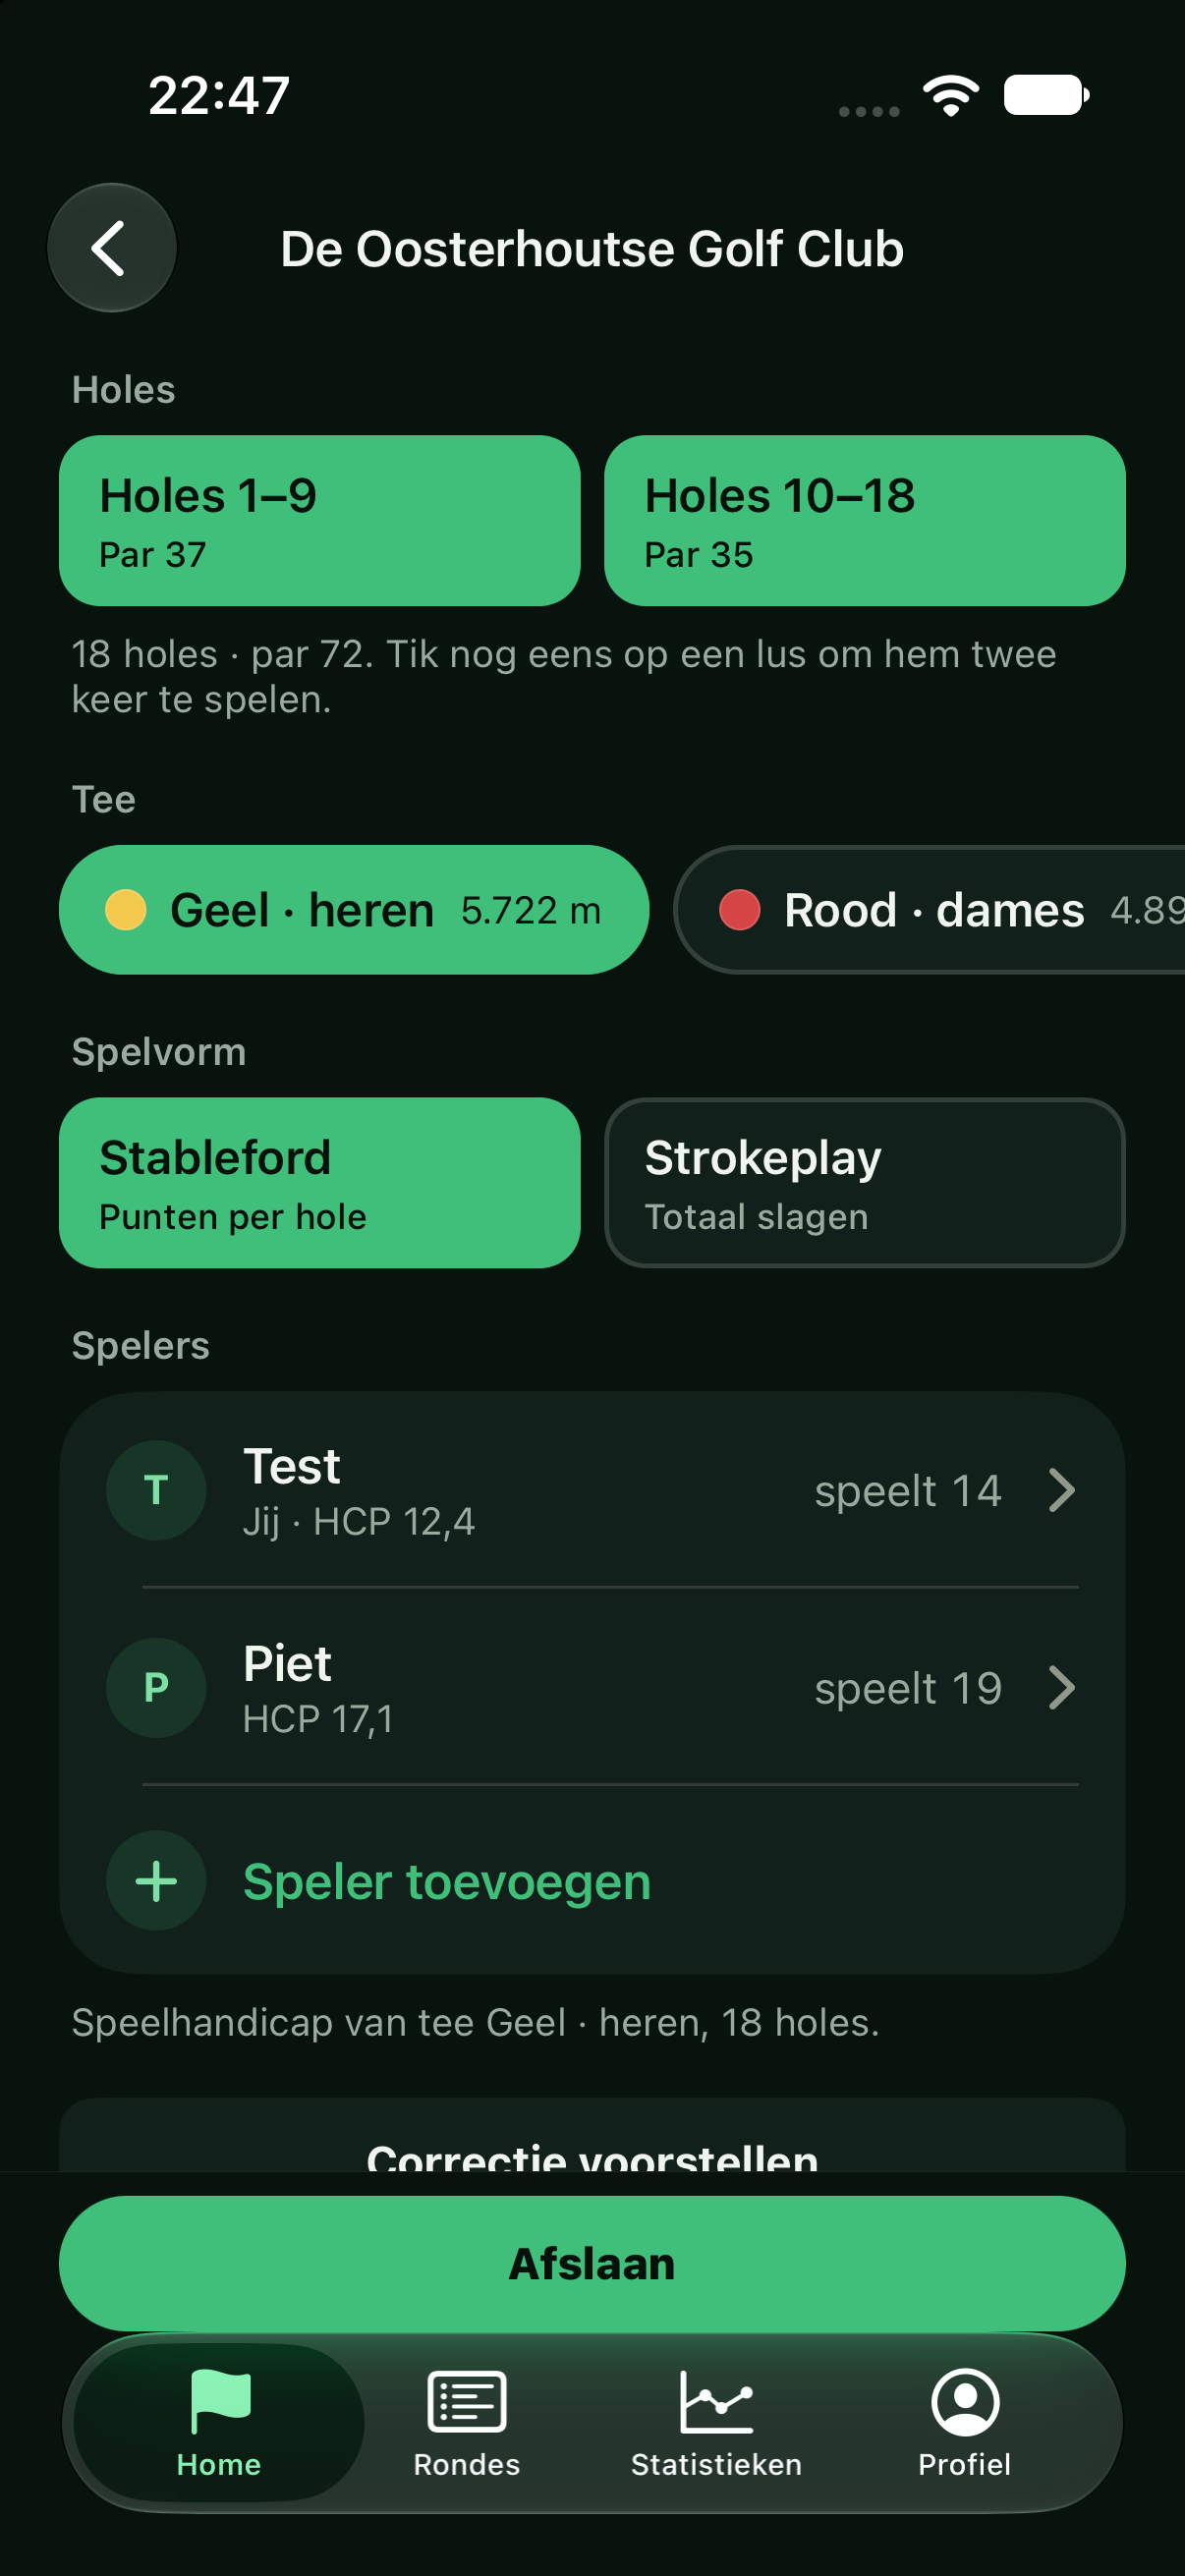 22:47
De Oosterhoutse Golf Club
Holes
Holes 1–9
Par 37
Holes 10–18
Par 35
18 holes · par 72. Tik nog eens op een lus om hem twee
keer te spelen.
Tee
Geel · heren 5.722 m
Rood · dames 4.89
Spelvorm
Stableford
Punten per hole
Strokeplay
Totaal slagen
Spelers
T
Test
Jij · HCP 12,4
speelt 14
P
Piet
HCP 17,1
speelt 19
Speler toevoegen
Speelhandicap van tee Geel · heren, 18 holes.
Correctie voorstellen
Afslaan
Home
Rondes
Statistieken
Profiel